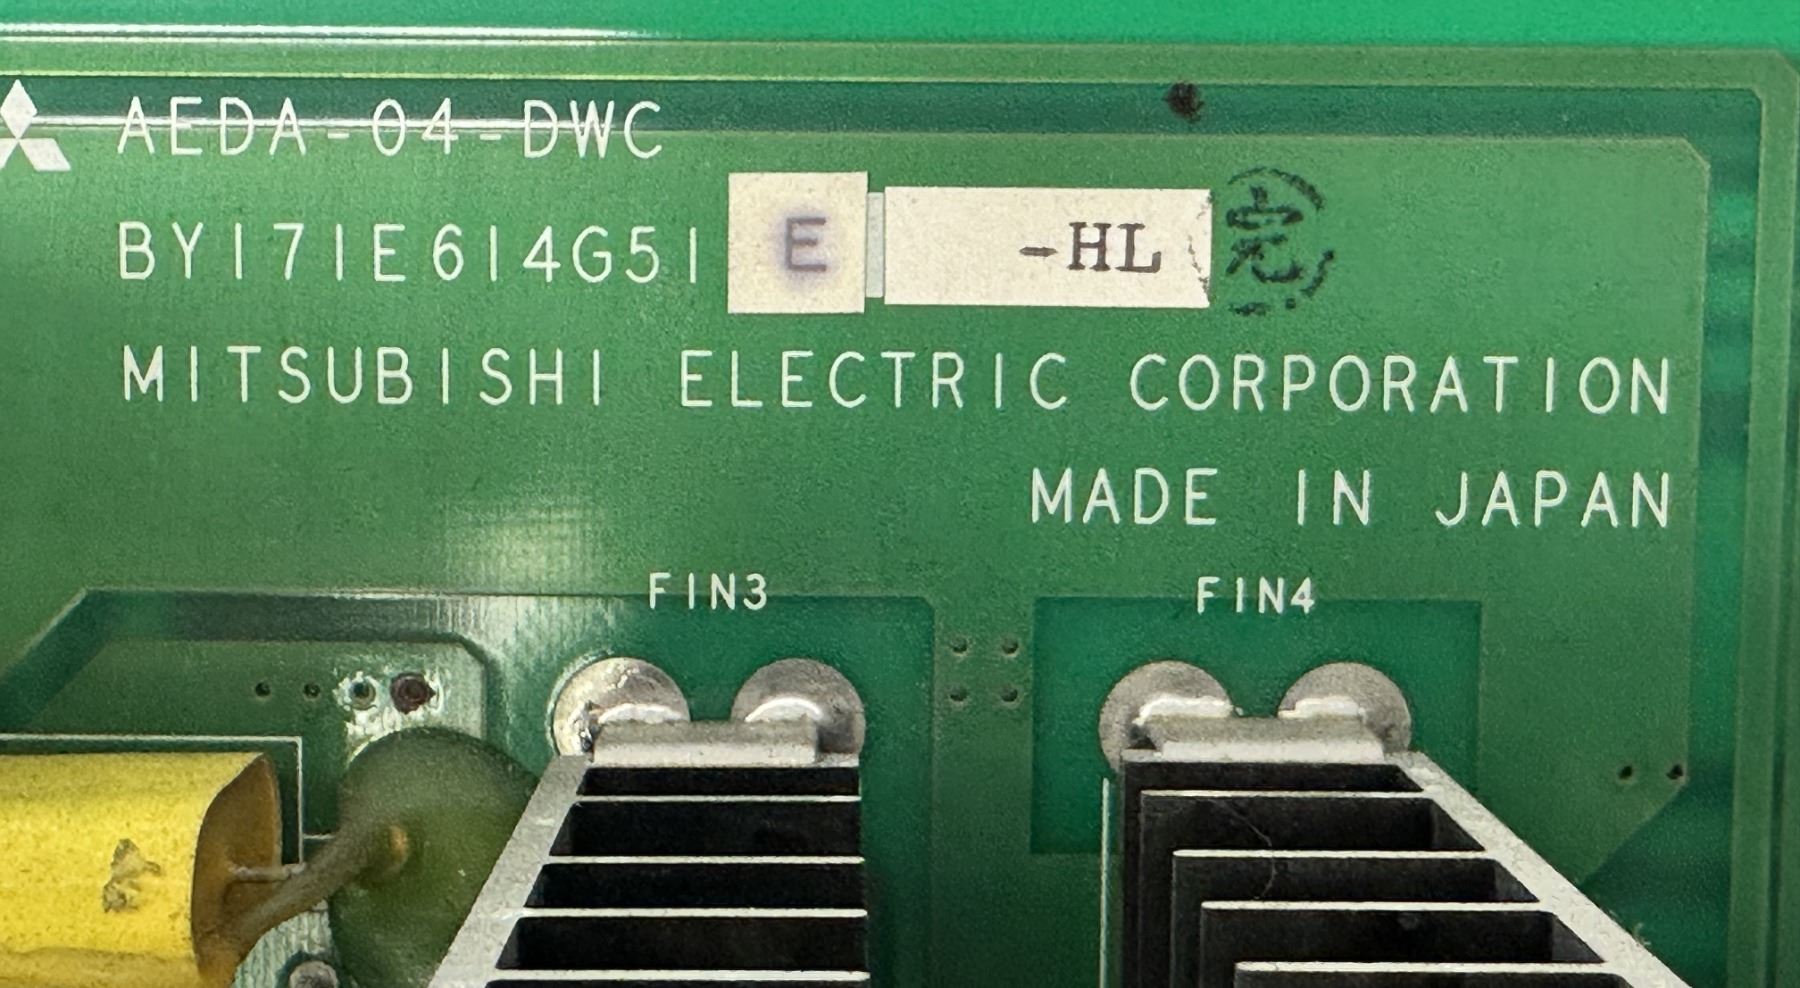 AEDA-04-DWC
BY171E614G51 E -HL 完
MITSUBISHI ELECTRIC CORPORATION
MADE IN JAPAN
FIN3 FIN4